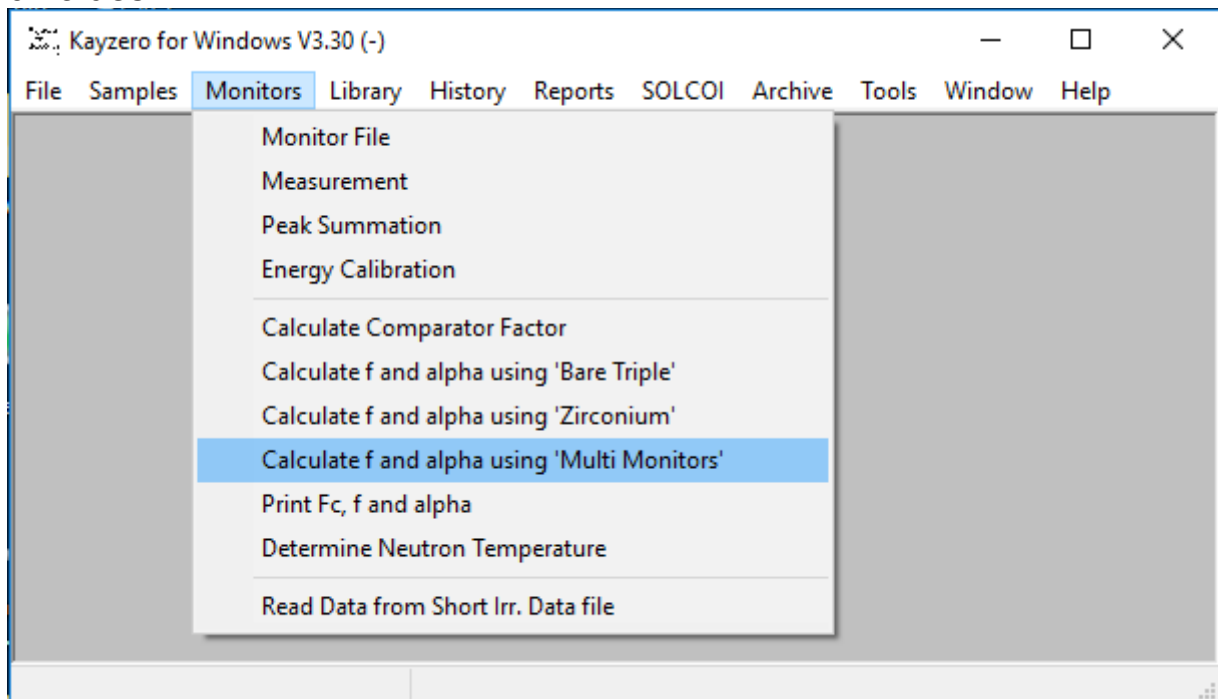 Kayzero for Windows V3.30 (-)
File Samples Monitors Library History Reports SOLCOI Archive Tools Window Help
Monitor File
Measurement
Peak Summation
Energy Calibration
Calculate Comparator Factor
Calculate f and alpha using 'Bare Triple'
Calculate f and alpha using 'Zirconium'
Calculate f and alpha using 'Multi Monitors'
Print Fc, f and alpha
Determine Neutron Temperature
Read Data from Short Irr. Data file